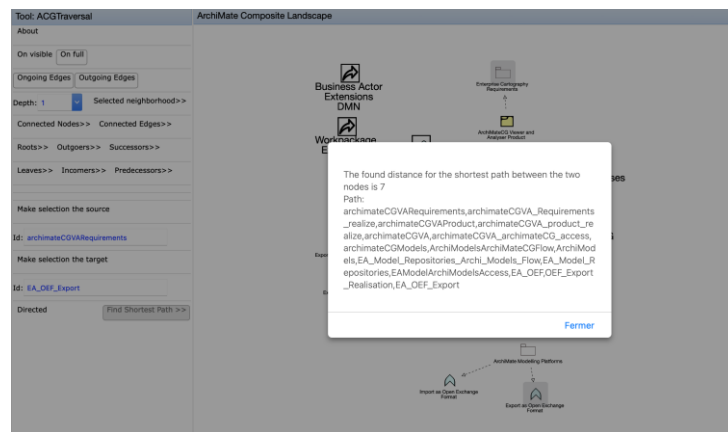 Tool: ACGTraversal
ArchiMate Composite Landscape
About
On visible
On full
Ongoing Edges
Outgoing Edges
Depth: 1
Selected neighborhood>>
Connected Nodes>> Connected Edges>>
Roots>> Outgoers>> Successors>>
Leaves>> Incomers>> Predecessors>>
Make selection the source
Id: archimateCGVARequirements
Make selection the target
Id: EA_OEF_Export
Directed
Find Shortest Path >>
Business Actor
Extensions
DMN
Workpackage
Enterprise Cartography
Requirements
ArchiMateCG Viewer and
Analyser Product
The found distance for the shortest path between the two
nodes is 7
Path:
archimateCGVARequirements,archimateCGVA_Requirements
_realize,archimateCGVAProduct,archimateCGVA_product_re
alize,archimateCGVA,archimateCGVA_archimateCG_access,
archimateCGModels,ArchiModelsArchiMateCGFlow,ArchiMod
els,EA_Model_Repositories_Archi_Models_Flow,EA_Model_R
epositories,EAModelArchiModelsAccess,EA_OEF,OEF_Export
_Realisation,EA_OEF_Export
Fermer
ArchiMate Modelling Platforms
Import as Open Exchange
Format
Export as Open Exchange
Format